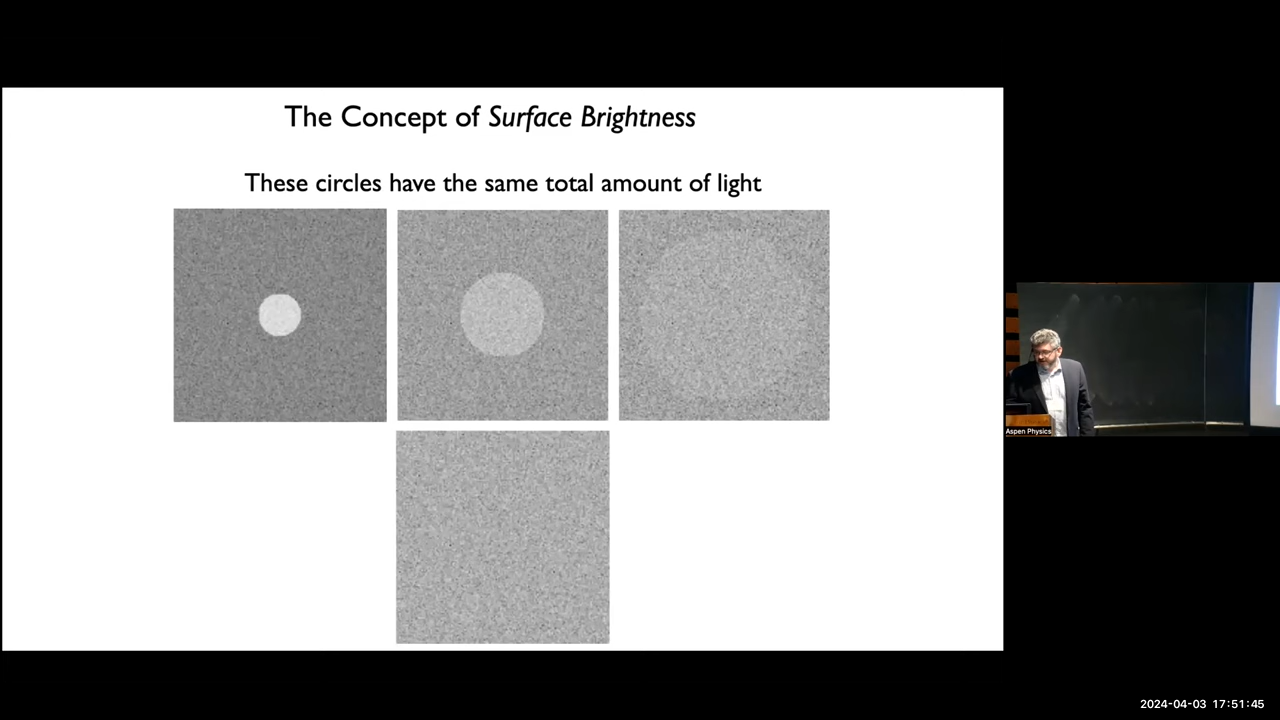 The Concept of Surface Brightness
These circles have the same total amount of light
Aspen Physics
2024-04-03 17:51:45